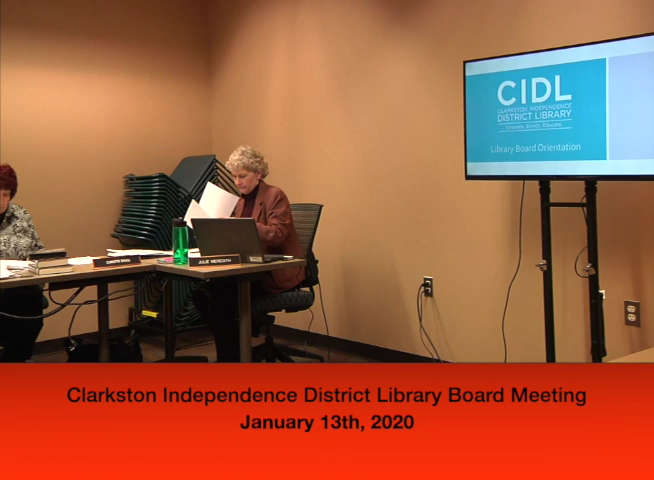 CIDL
CLARKSTON INDEPENDENCE
DISTRICT LIBRARY
Library Board Orientation
JULIE MEREDITH
Clarkston Independence District Library Board Meeting
January 13th, 2020